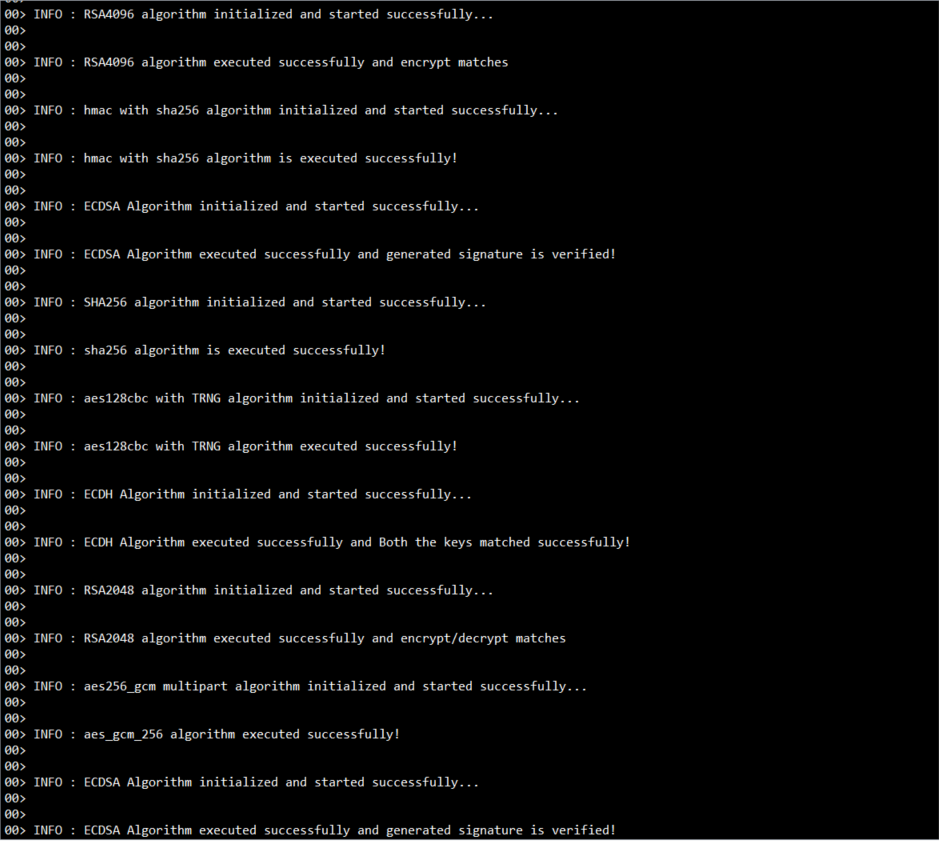 00>
00> INFO : RSA4096 algorithm initialized and started successfully...
00>
00>
00> INFO : RSA4096 algorithm executed successfully and encrypt matches
00>
00>
00> INFO : hmac with sha256 algorithm initialized and started successfully...
00>
00>
00> INFO : hmac with sha256 algorithm is executed successfully!
00>
00>
00> INFO : ECDSA Algorithm initialized and started successfully...
00>
00>
00> INFO : ECDSA Algorithm executed successfully and generated signature is verified!
00>
00>
00> INFO : SHA256 algorithm initialized and started successfully...
00>
00>
00> INFO : sha256 algorithm is executed successfully!
00>
00>
00> INFO : aes128cbc with TRNG algorithm initialized and started successfully...
00>
00>
00> INFO : aes128cbc with TRNG algorithm executed successfully!
00>
00>
00> INFO : ECDH Algorithm initialized and started successfully...
00>
00>
00> INFO : ECDH Algorithm executed successfully and Both the keys matched successfully!
00>
00>
00> INFO : RSA2048 algorithm initialized and started successfully...
00>
00>
00> INFO : RSA2048 algorithm executed successfully and encrypt/decrypt matches
00>
00>
00> INFO : aes256_gcm multipart algorithm initialized and started successfully...
00>
00>
00> INFO : aes_gcm_256 algorithm executed successfully!
00>
00>
00> INFO : ECDSA Algorithm initialized and started successfully...
00>
00>
00> INFO : ECDSA Algorithm executed successfully and generated signature is verified!